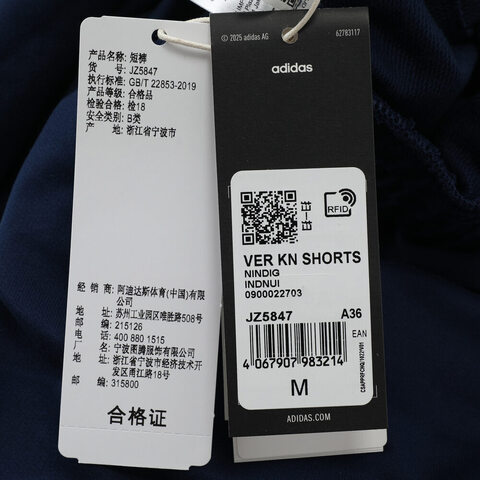 产品名称: 短裤
货 号: JZ5847
执行标准: GB/T 22853-2019
产品等级: 合格品
检验合格: 检18
安全类别: B类
产 地: 浙江省宁波市
经 销 商: 阿迪达斯体育(中国)有限公司
地 址: 苏州工业园区唯胜路508号
邮 编: 215126
电 话: 400 880 1515
厂 名: 宁波图腾服饰有限公司
地 址: 浙江省宁波市经济技术开发区甬江路18号
邮 编: 315800
合格证
© 2025 adidas AG
62783117
adidas
RFID
VER KN SHORTS
NINDIG
INDNUI
0900022703
JZ5847 A36
EAN
4 067907 983214
M
ADIDAS.COM